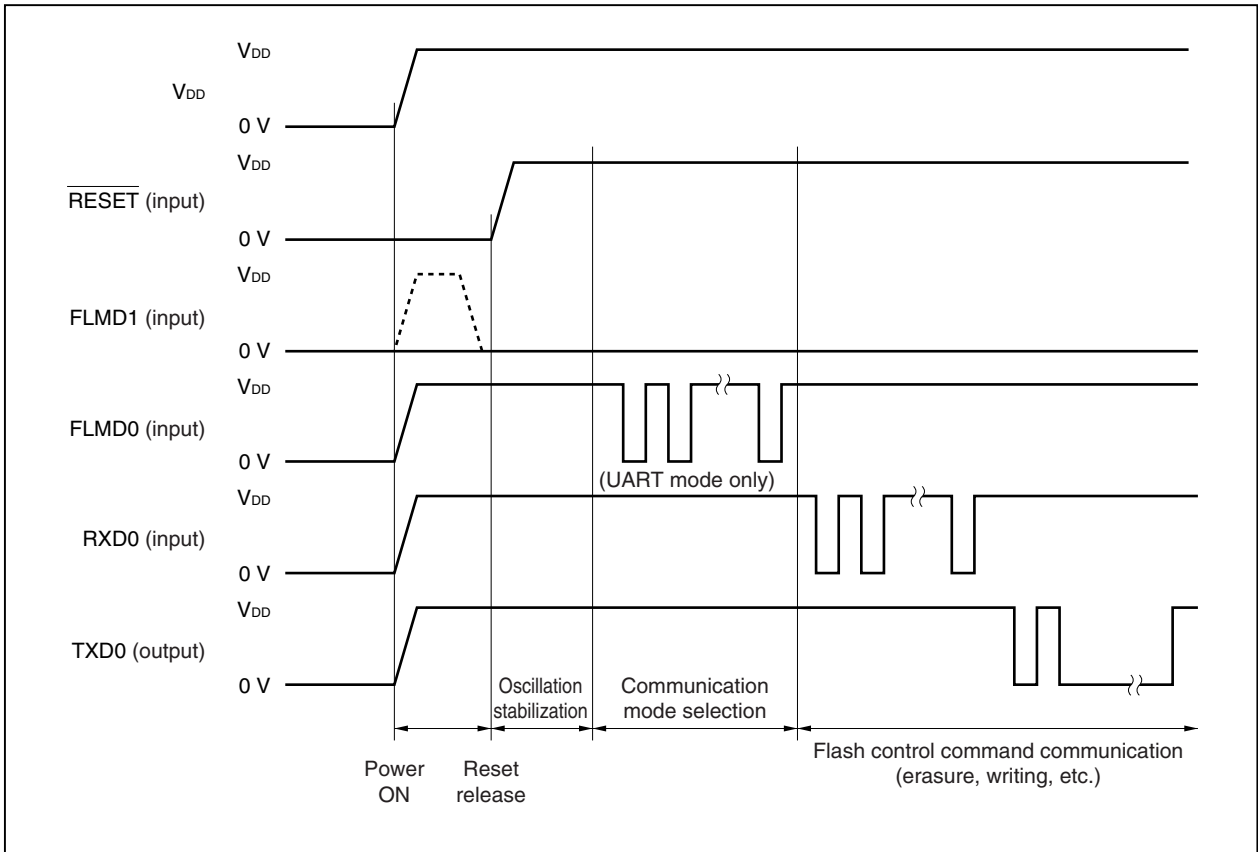 VDD
VDD
0 V
VDD
RESET (input)
0 V
VDD
FLMD1 (input)
0 V
VDD
FLMD0 (input)
0 V
(UART mode only)
VDD
RXD0 (input)
0 V
VDD
TXD0 (output)
0 V
Oscillation
stabilization
Communication
mode selection
Flash control command communication
(erasure, writing, etc.)
Power
ON
Reset
release